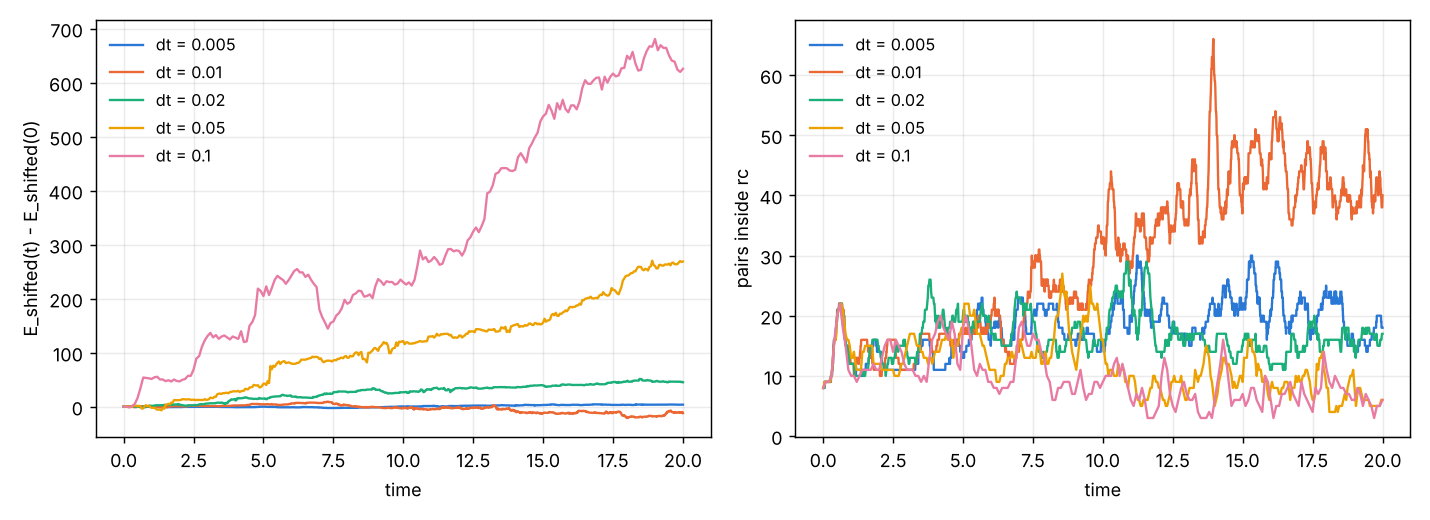 E_shifted(t) - E_shifted(0)
700
600
500
400
300
200
100
0
dt = 0.005
dt = 0.01
dt = 0.02
dt = 0.05
dt = 0.1
0.0 2.5 5.0 7.5 10.0 12.5 15.0 17.5 20.0
time
pairs inside rc
60
50
40
30
20
10
0
dt = 0.005
dt = 0.01
dt = 0.02
dt = 0.05
dt = 0.1
0.0 2.5 5.0 7.5 10.0 12.5 15.0 17.5 20.0
time